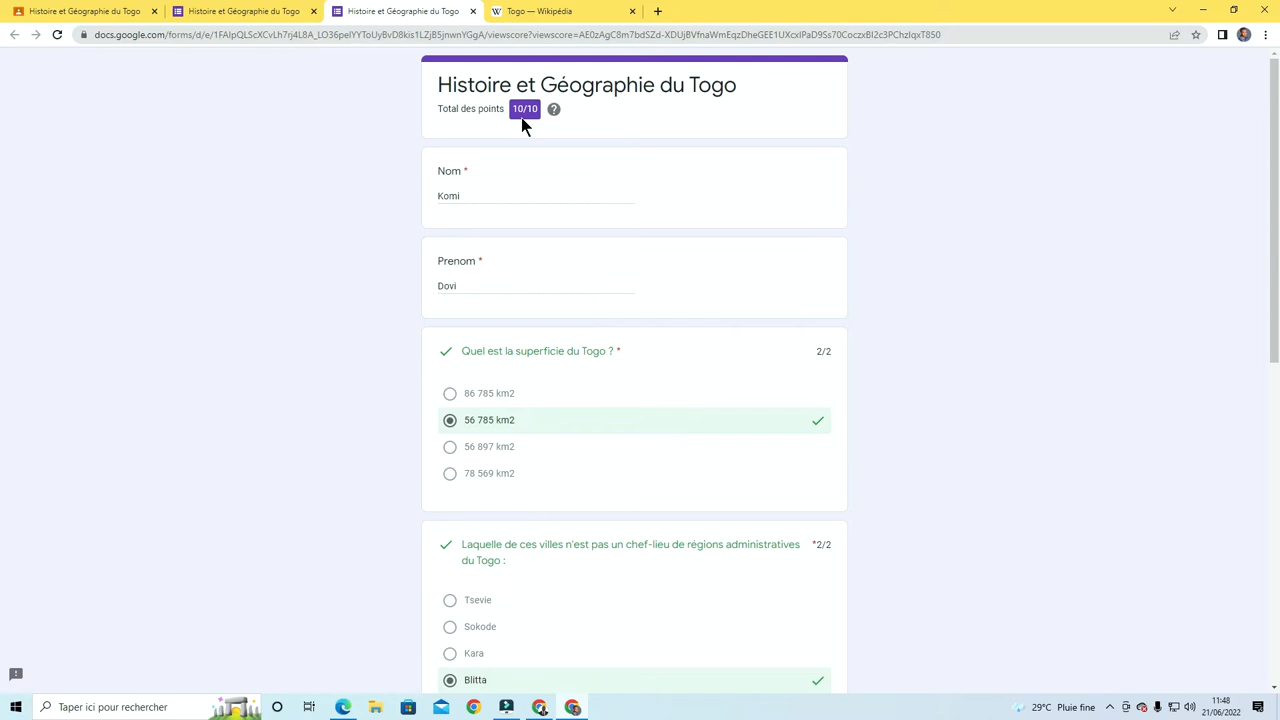 Histoire et Géographie du Togo
Histoire et Géographie du Togo
Histoire et Géographie du Togo
Togo — Wikipédia
docs.google.com/forms/d/e/1FAIpQLScXCvLh7rj4L8A_LO36pelYYToUyBvD8kis1LZjB5jnwnYGgA/viewscore?viewscore=AE0zAgC8m7bdSZd-XDUjBVfnaWmEqzDheGEE1UXcxIPaD9Ss70CoczxBI2c3PChzIqxT850
Histoire et Géographie du Togo
Total des points 10/10
Nom *
Komi
Prenom *
Dovi
Quel est la superficie du Togo ? * 2/2
86 785 km2
56 785 km2
56 897 km2
78 569 km2
Laquelle de ces villes n'est pas un chef-lieu de régions administratives *2/2
du Togo :
Tsevie
Sokode
Kara
Blitta
Taper ici pour rechercher
29°C Pluie fine
11:48
21/06/2022